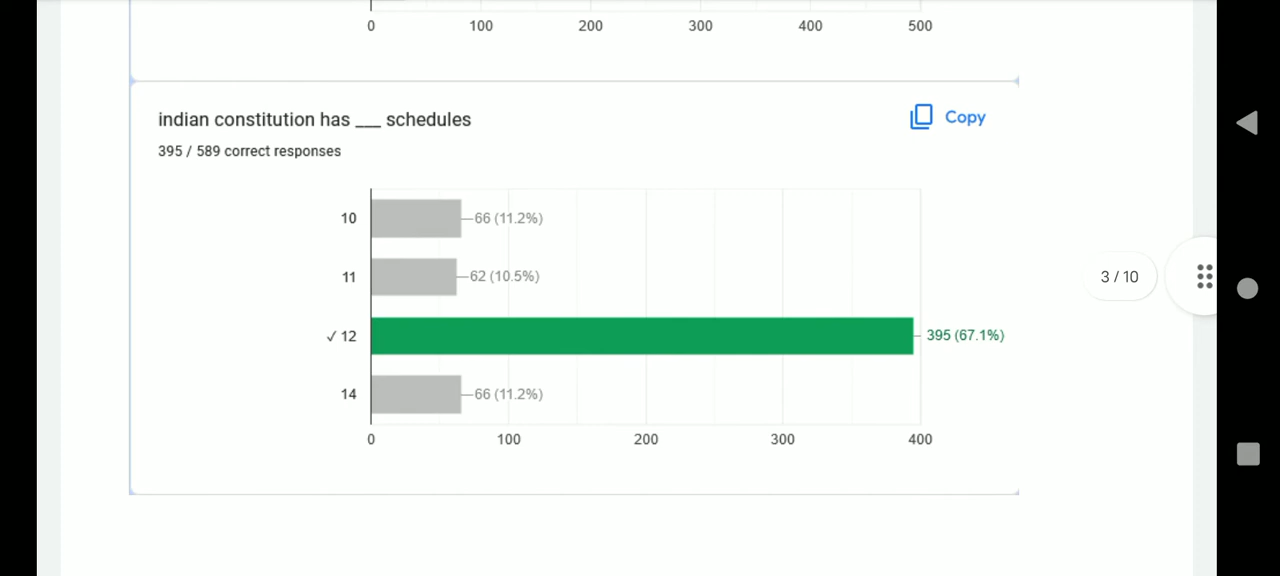 0 100 200 300 400 500
indian constitution has ___ schedules
Copy
395 / 589 correct responses
10 66 (11.2%)
11 62 (10.5%)
3 / 10
✓ 12 395 (67.1%)
14 66 (11.2%)
0 100 200 300 400